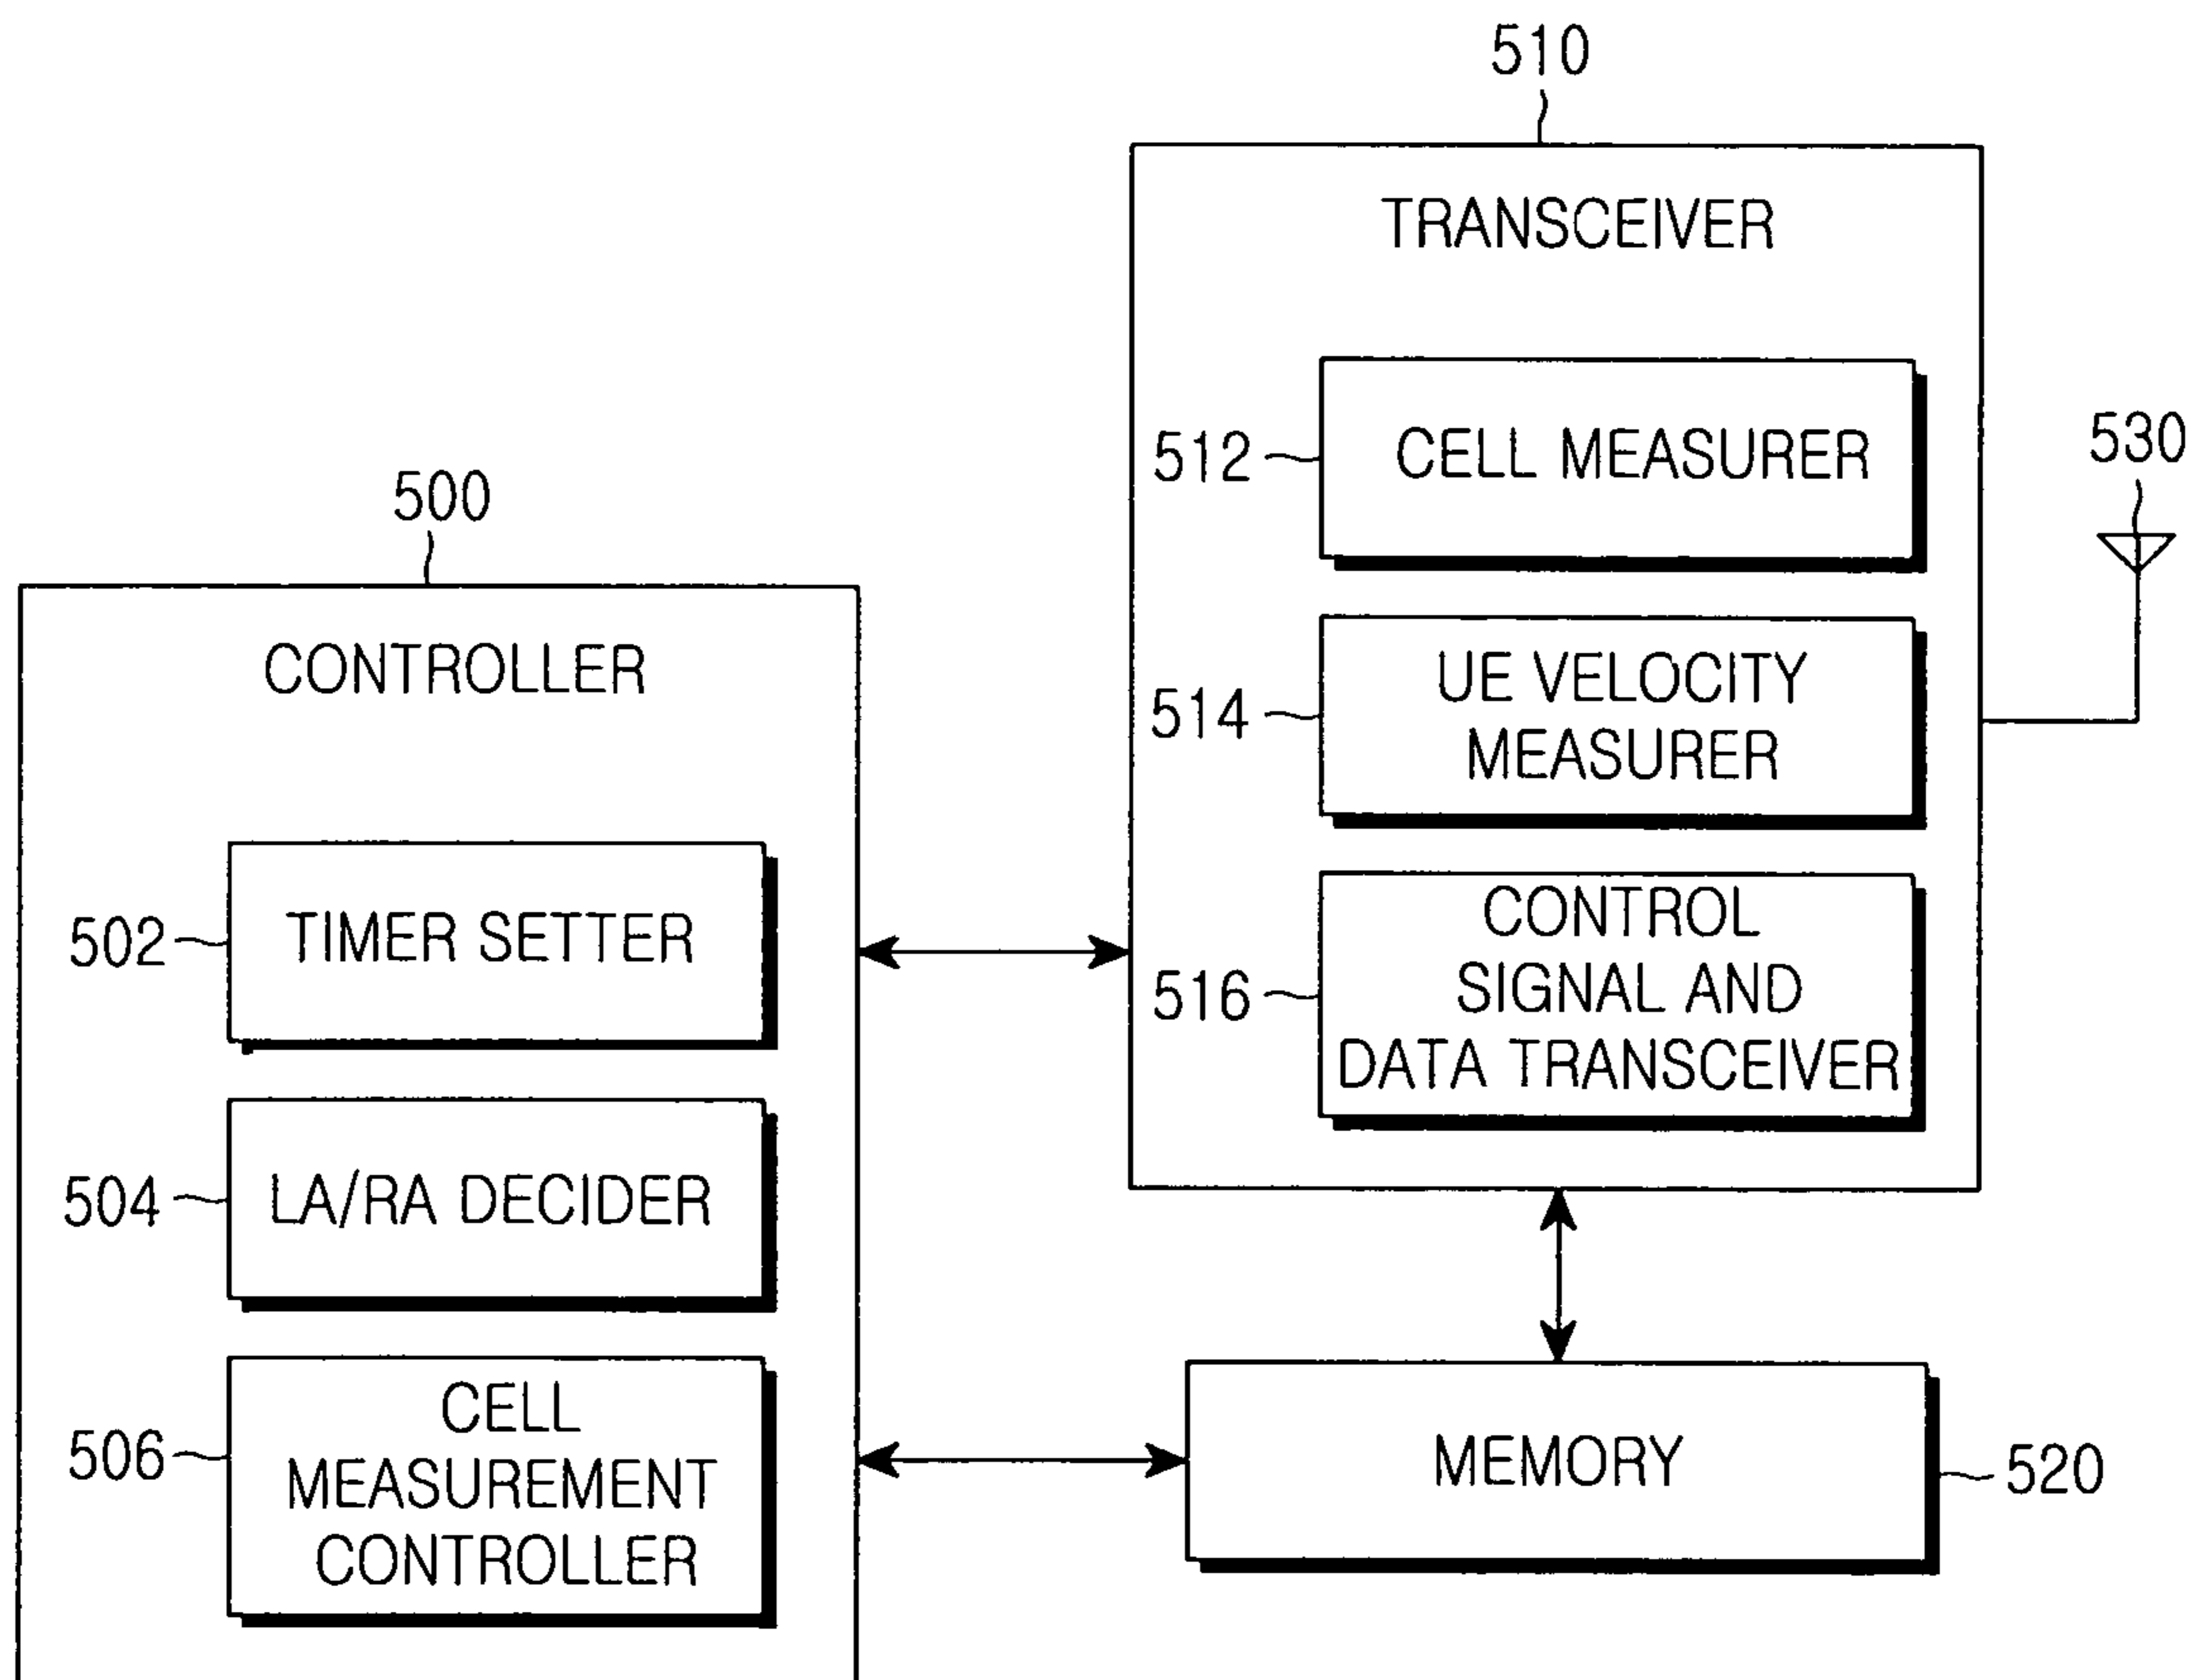 510
TRANSCEIVER
512
CELL MEASURER
530
500
CONTROLLER
514
UE VELOCITY
MEASURER
502
TIMER SETTER
516
CONTROL
SIGNAL AND
DATA TRANSCEIVER
504
LA/RA DECIDER
506
CELL
MEASUREMENT
CONTROLLER
MEMORY
520